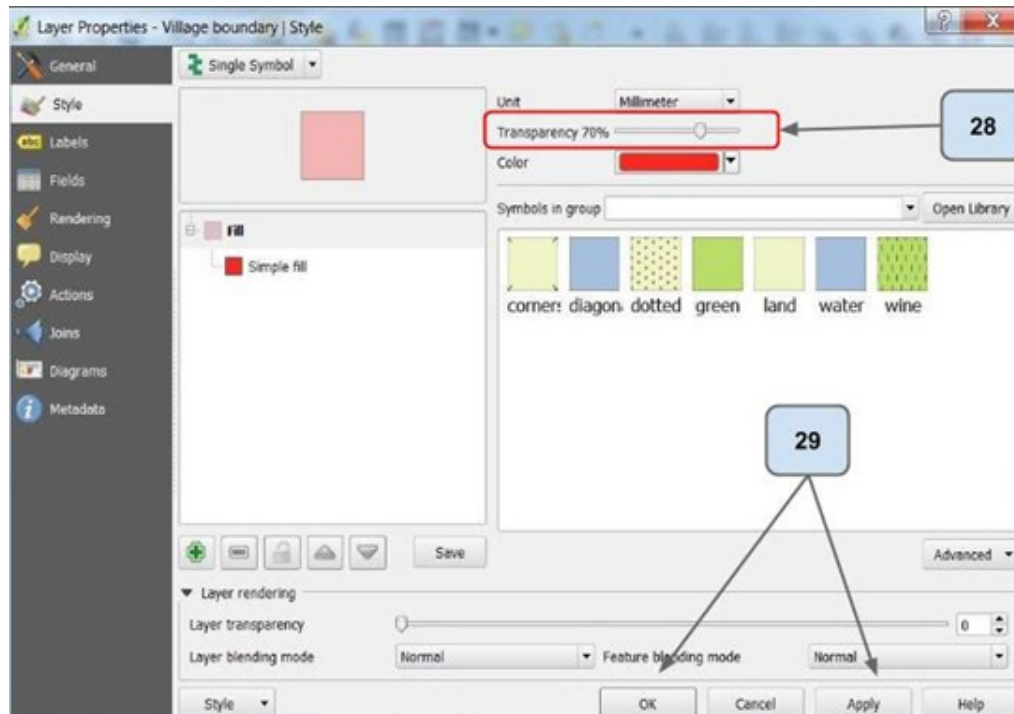 Layer Properties - Village boundary | Style
General
Style
Labels
Fields
Rendering
Display
Actions
Joins
Diagrams
Metadata
Single Symbol
Unit Millimeter
Transparency 70%
Color
28
Fill
Simple fill
Symbols in group Open Library
corners diagon dotted green land water wine
29
Save
Advanced
Layer rendering
Layer transparency 0
Layer blending mode Normal Feature blending mode Normal
Style OK Cancel Apply Help